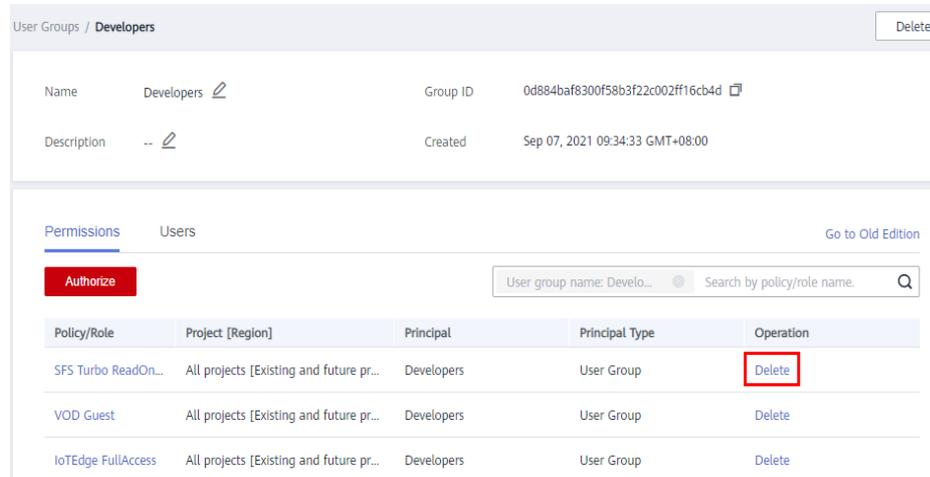 User Groups / Developers Delete
Name Developers Group ID 0d884baf8300f58b3f22c002ff16cb4d
Description -- Created Sep 07, 2021 09:34:33 GMT+08:00
Permissions Users Go to Old Edition
Authorize User group name: Develo... Search by policy/role name.
Policy/Role Project [Region] Principal Principal Type Operation
SFS Turbo ReadOn... All projects [Existing and future pr... Developers User Group Delete
VOD Guest All projects [Existing and future pr... Developers User Group Delete
IoTEdge FullAccess All projects [Existing and future pr... Developers User Group Delete